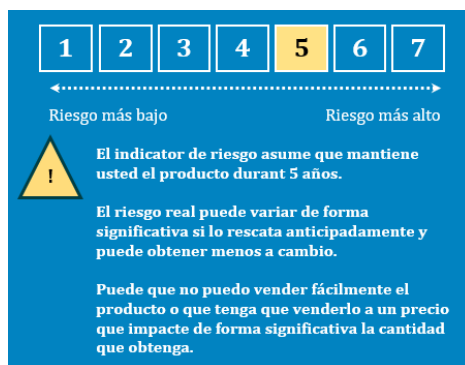 1 2 3 4 5 6 7
Riesgo más bajo Riesgo más alto
!
El indicador de riesgo asume que mantiene
usted el producto durant 5 años.
El riesgo real puede variar de forma
significativa si lo rescata anticipadamente y
puede obtener menos a cambio.
Puede que no puedo vender fácilmente el
producto o que tenga que venderlo a un precio
que impacte de forma significativa la cantidad
que obtenga.